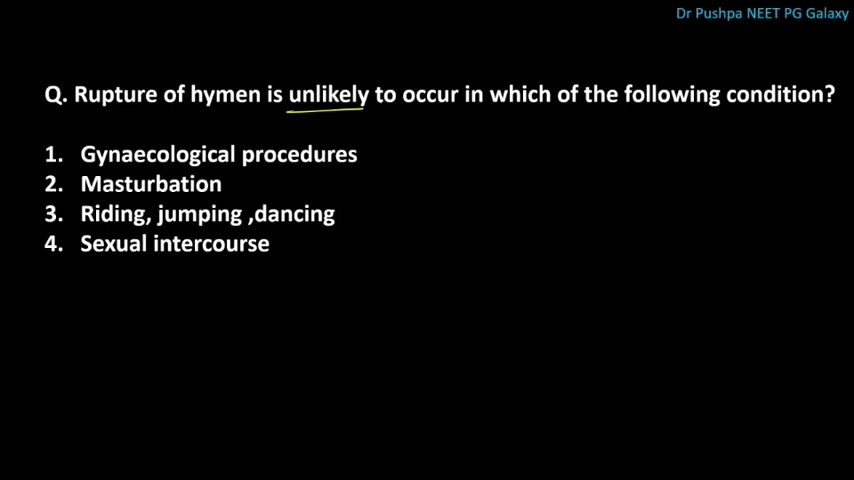 Dr Pushpa NEET PG Galaxy
Q. Rupture of hymen is unlikely to occur in which of the following condition?
1. Gynaecological procedures
2. Masturbation
3. Riding, jumping ,dancing
4. Sexual intercourse